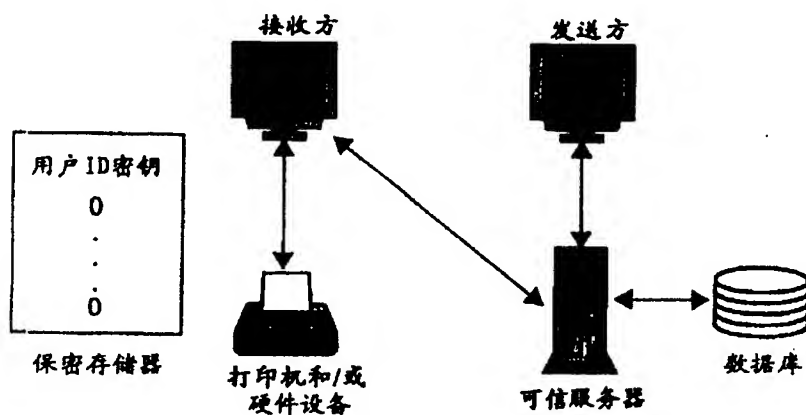 接收方
发送方
用户ID密钥
0
.
.
.
0
保密存储器
打印机和/或
硬件设备
可信服务器
数据库